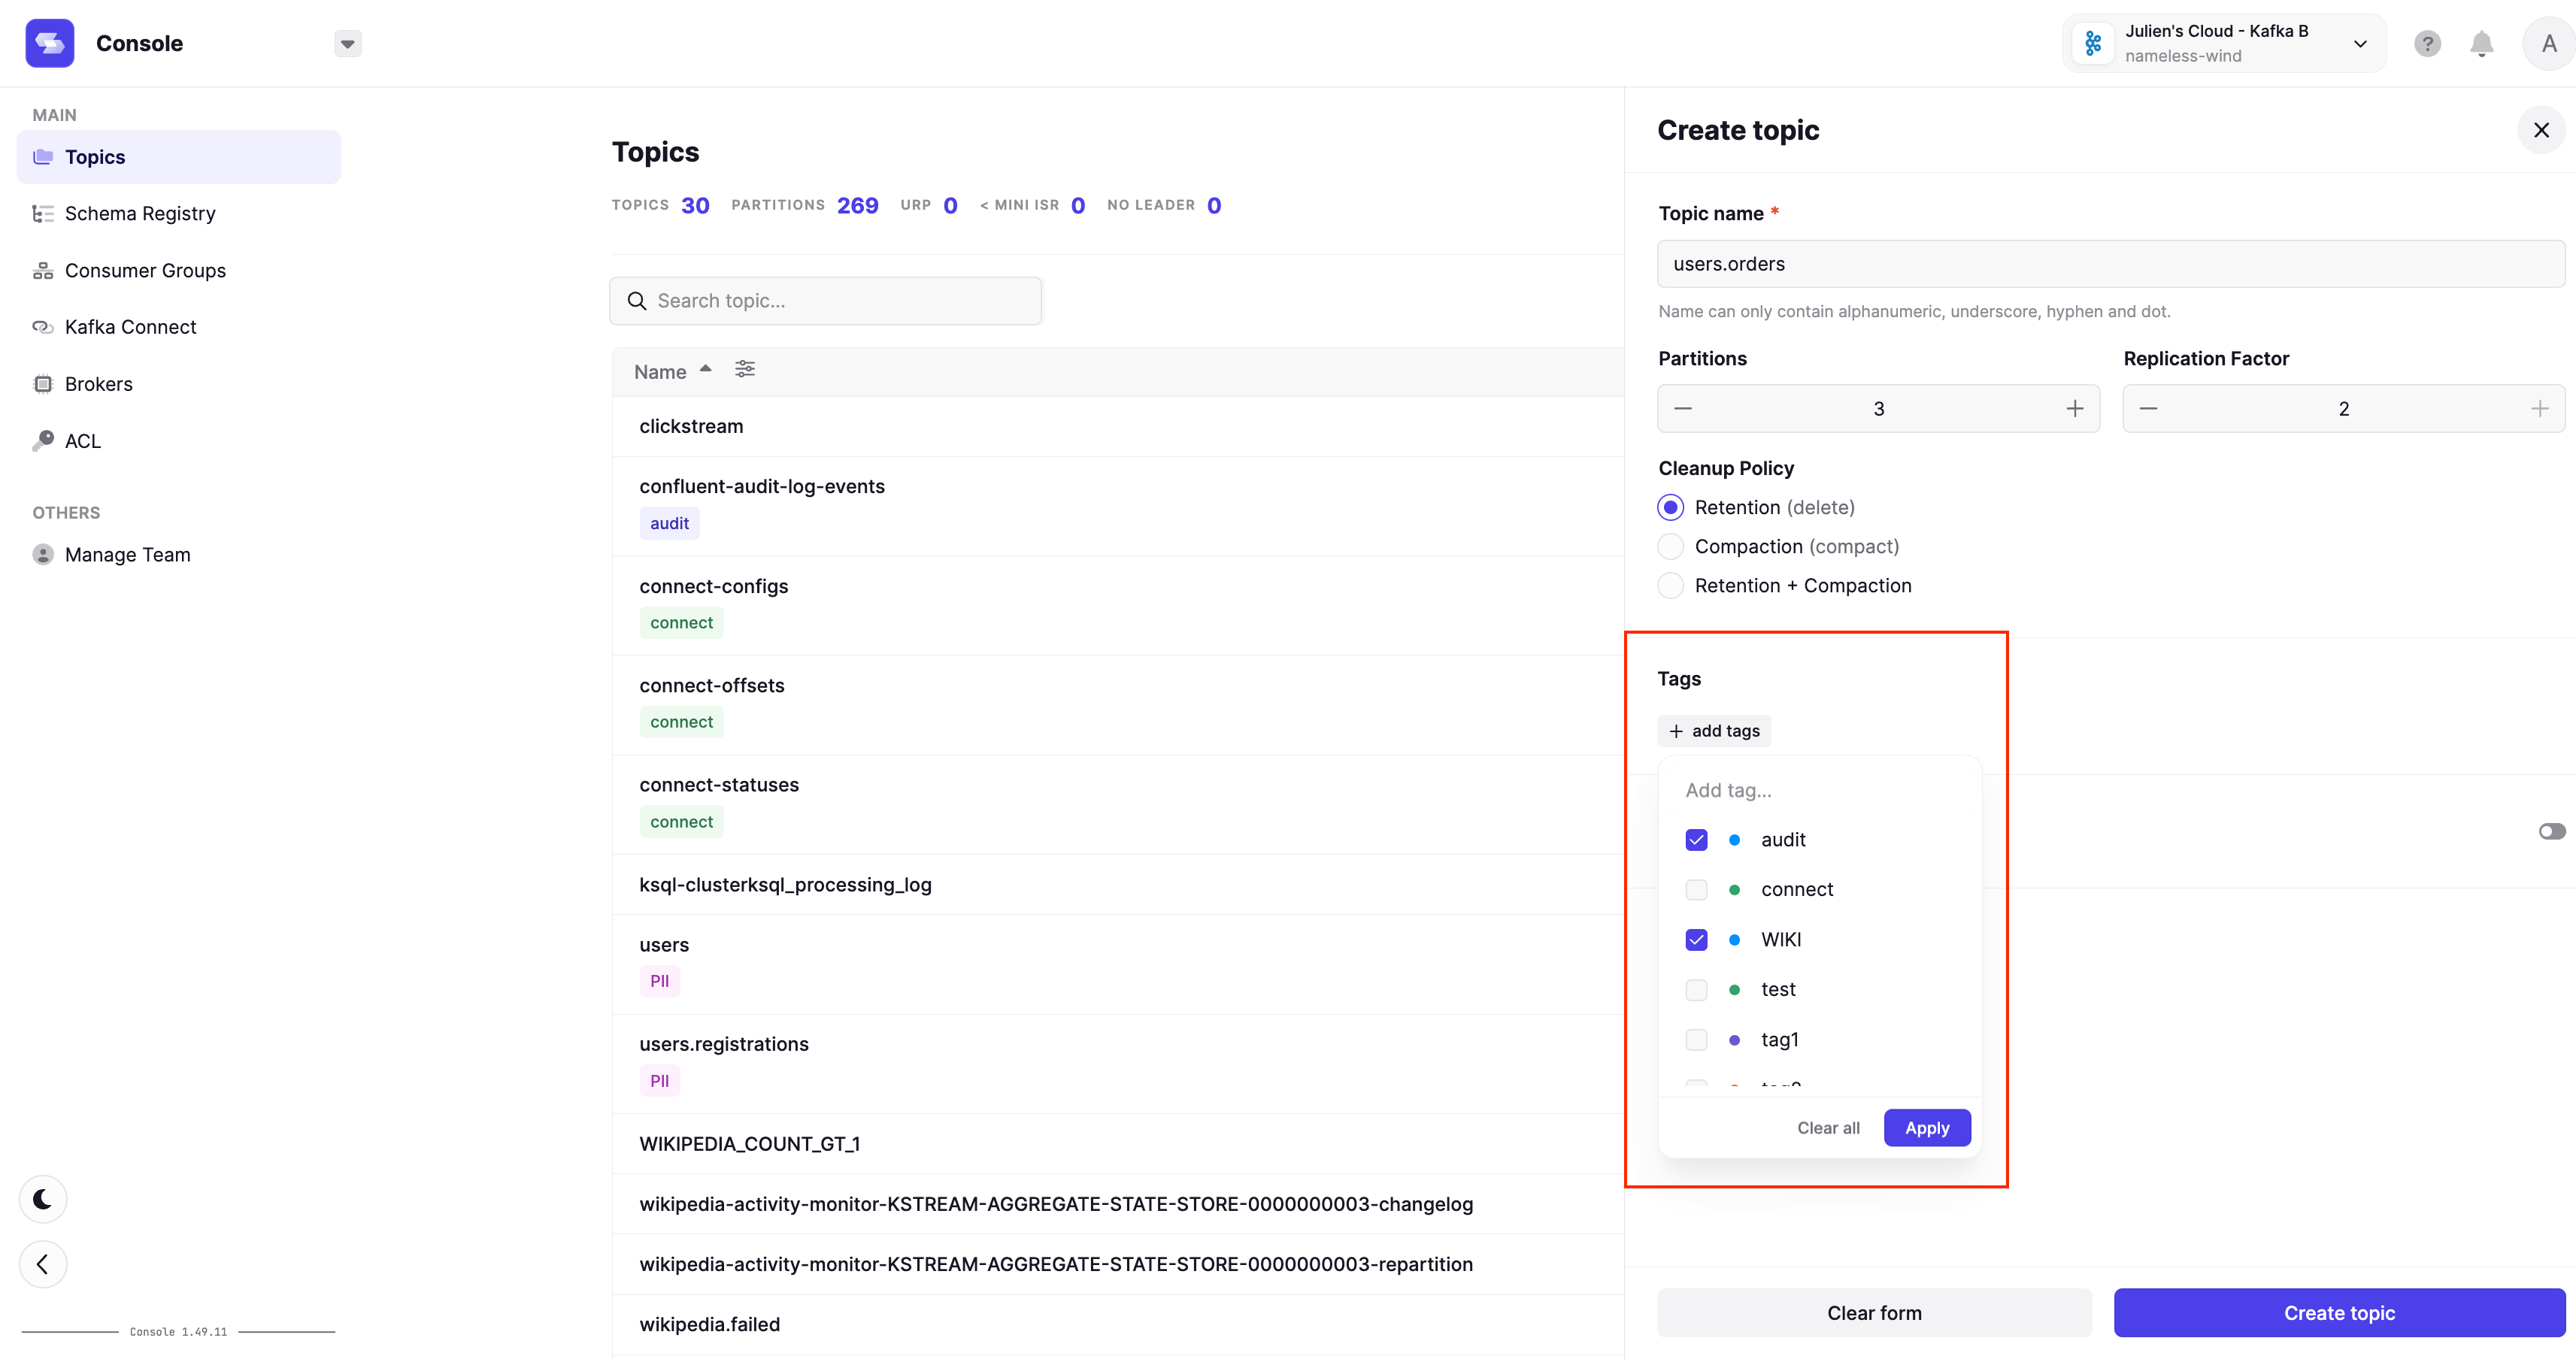 Console
Julien's Cloud - Kafka B
nameless-wind
?
A
MAIN
Topics
Schema Registry
Consumer Groups
Kafka Connect
Brokers
ACL
OTHERS
Manage Team
Console 1.49.11
Topics
TOPICS 30 PARTITIONS 269 URP 0 < MINI ISR 0 NO LEADER 0
Search topic...
Name
clickstream
confluent-audit-log-events
audit
connect-configs
connect
connect-offsets
connect
connect-statuses
connect
ksql-clusterksql_processing_log
users
PII
users.registrations
PII
WIKIPEDIA_COUNT_GT_1
wikipedia-activity-monitor-KSTREAM-AGGREGATE-STATE-STORE-0000000003-changelog
wikipedia-activity-monitor-KSTREAM-AGGREGATE-STATE-STORE-0000000003-repartition
wikipedia.failed
Create topic
Topic name *
users.orders
Name can only contain alphanumeric, underscore, hyphen and dot.
Partitions Replication Factor
3 2
Cleanup Policy
Retention (delete)
Compaction (compact)
Retention + Compaction
Tags
+ add tags
Add tag...
audit
connect
WIKI
test
tag1
Clear all Apply
Clear form Create topic